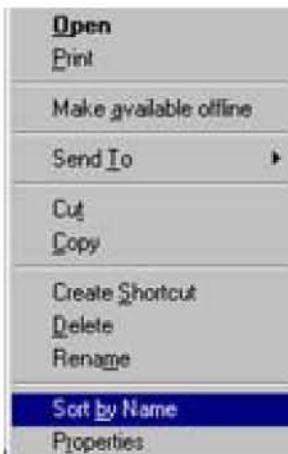 Open
Print
Make available offline
Send To
Cut
Copy
Create Shortcut
Delete
Rename
Sort by Name
Properties